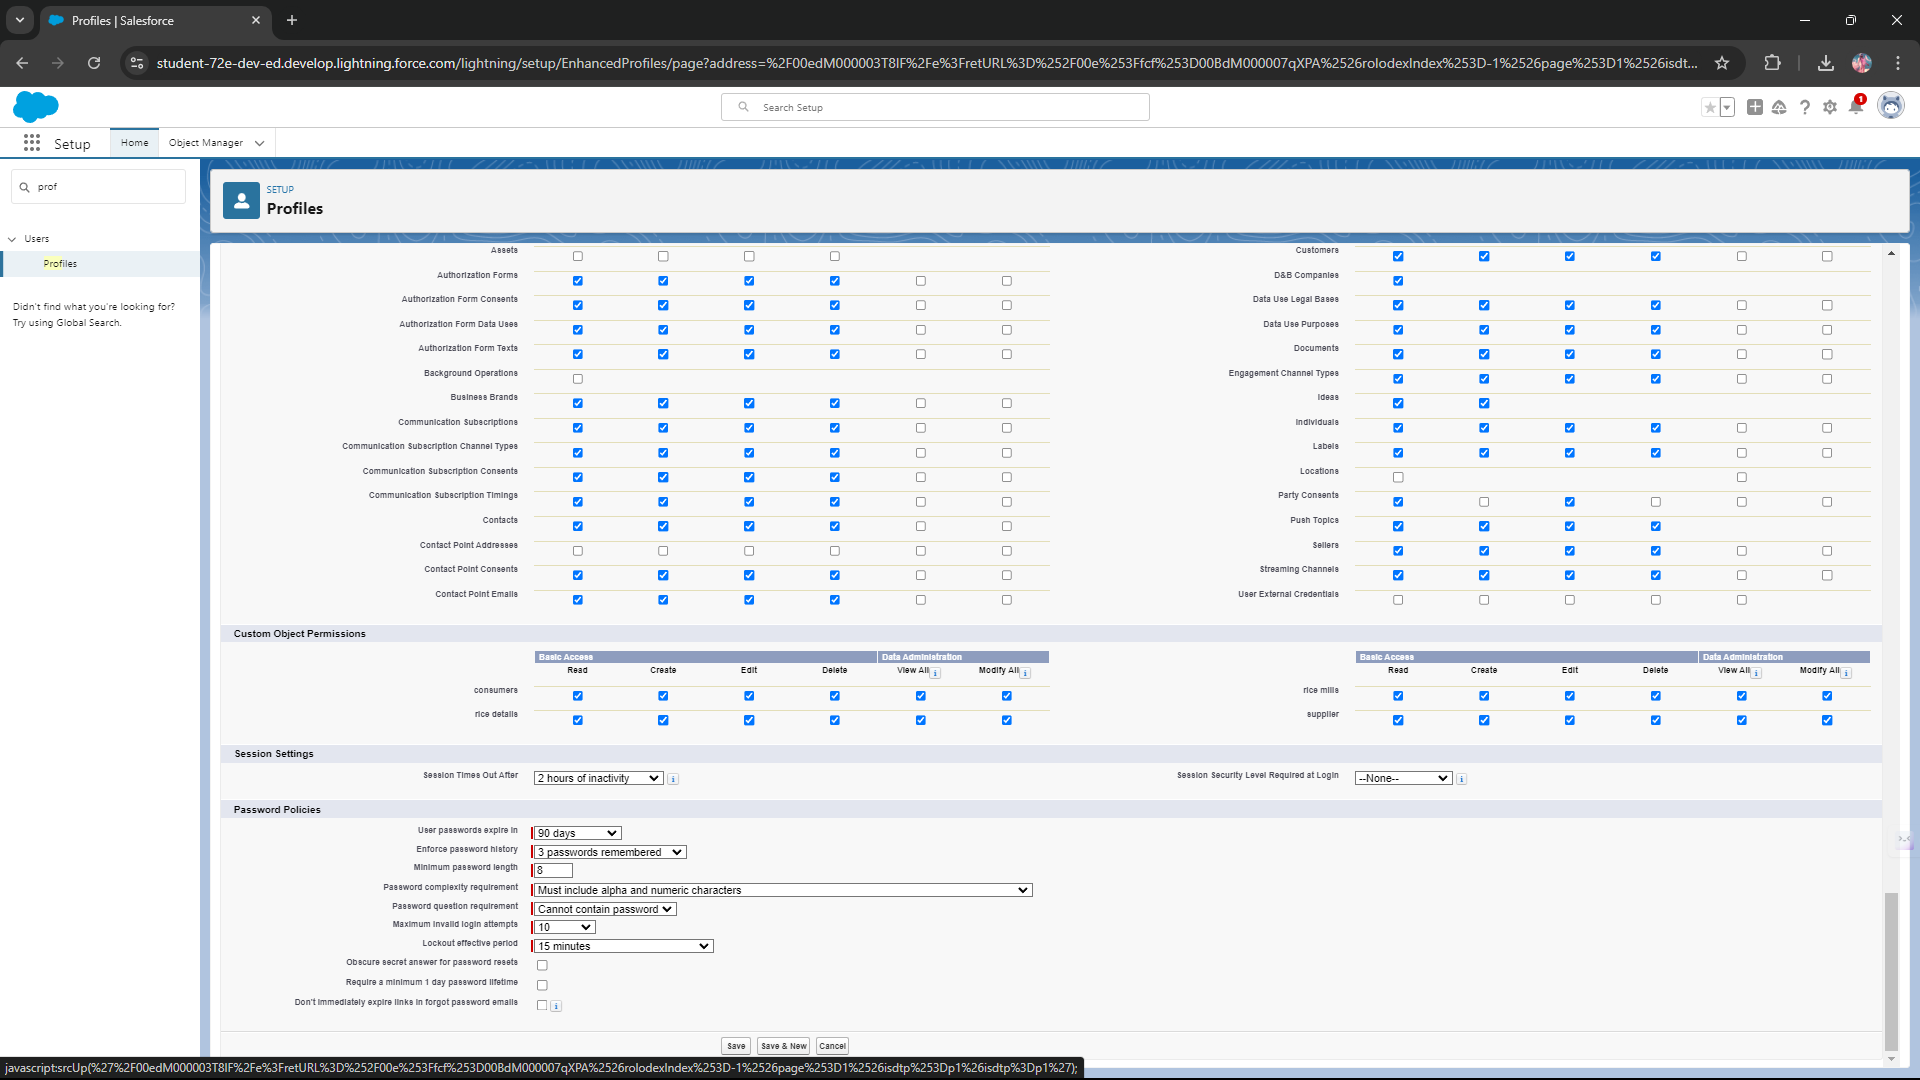 Profiles | Salesforce
student-72e-dev-ed.develop.lightning.force.com/lightning/setup/EnhancedProfiles/page?address=%2F00edM000003T8IF%2Fe%3FretURL%3D%252F00e%253Ffcf%253D00BdM000007qXPA%2526rolodexIndex%253D-1%2526page%253D1%2526isdt...
Search Setup
1
Setup Home Object Manager
prof
Users
Profiles
Didn't find what you're looking for?
Try using Global Search.
SETUP
Profiles
Assets Customers
Authorization Forms D&B Companies
Authorization Form Consents Data Use Legal Bases
Authorization Form Data Uses Data Use Purposes
Authorization Form Texts Documents
Background Operations Engagement Channel Types
Business Brands Ideas
Communication Subscriptions Individuals
Communication Subscription Channel Types Labels
Communication Subscription Consents Locations
Communication Subscription Timings Party Consents
Contacts Push Topics
Contact Point Addresses Sellers
Contact Point Consents Streaming Channels
Contact Point Emails User External Credentials
Custom Object Permissions
Basic Access Data Administration Basic Access Data Administration
Read Create Edit Delete View All Modify All Read Create Edit Delete View All Modify All
consumers rice mills
rice details supplier
Session Settings
Session Times Out After 2 hours of inactivity Session Security Level Required at Login --None--
Password Policies
User passwords expire in 90 days
Enforce password history 3 passwords remembered
Minimum password length 8
Password complexity requirement Must include alpha and numeric characters
Password question requirement Cannot contain password
Maximum invalid login attempts 10
Lockout effective period 15 minutes
Obscure secret answer for password resets
Require a minimum 1 day password lifetime
Don't immediately expire links in forgot password emails
Save Save & New Cancel
javascript:srcUp(%27%2F00edM000003T8IF%2Fe%3FretURL%3D%252F00e%253Ffcf%253D00BdM000007qXPA%2526rolodexIndex%253D-1%2526page%253D1%2526isdtp%253Dp1%26isdtp%3Dp1%27);